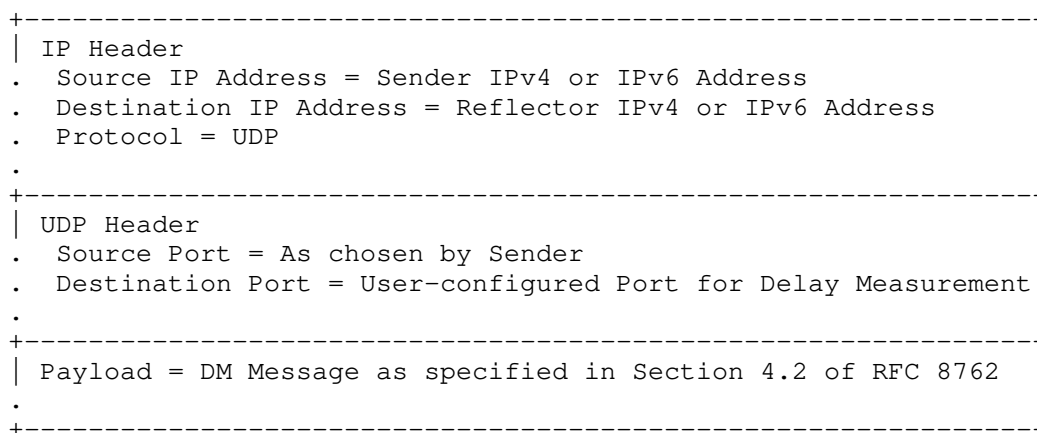 +---------------------------------------------------------------
| IP Header
.  Source IP Address = Sender IPv4 or IPv6 Address
.  Destination IP Address = Reflector IPv4 or IPv6 Address
.  Protocol = UDP
.
+---------------------------------------------------------------
| UDP Header
.  Source Port = As chosen by Sender
.  Destination Port = User-configured Port for Delay Measurement
.
+---------------------------------------------------------------
| Payload = DM Message as specified in Section 4.2 of RFC 8762
.
+---------------------------------------------------------------